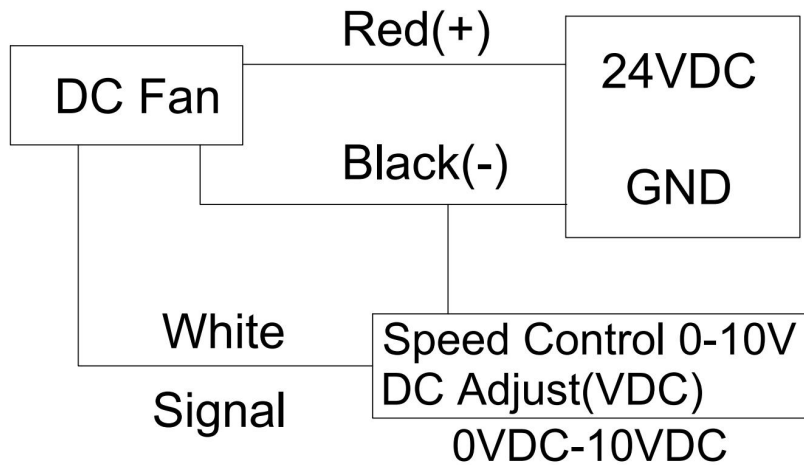 Red(+)
24VDC
DC Fan
Black(-)
GND
White
Signal
Speed Control 0-10V
DC Adjust(VDC)
0VDC-10VDC